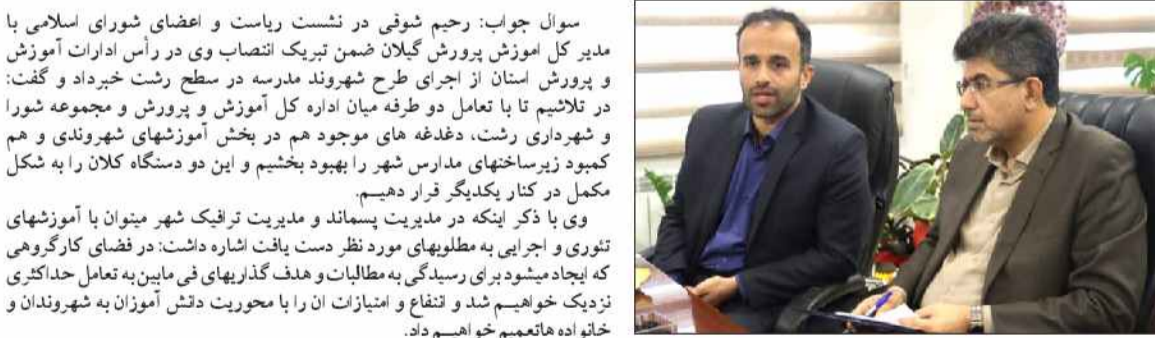 سوال جواب: رحیم شوقی در نشست ریاست و اعضای شورای اسلامی با
مدیر کل اموزش پرورش گیلان ضمن تبریک انتصاب وی در رأس ادارات آموزش
و پرورش استان از اجرای طرح شهروند مدرسه در سطح رشت خبرداد و گفت:
در تلاشیم تا با تعامل دو طرفه میان اداره کل آموزش و پرورش و مجموعه شورا
و شهرداری رشت، دغدغه های موجود هم در بخش آموزشهای شهروندی و هم
کمبود زیرساختهای مدارس شهر را بهبود بخشیم و این دو دستگاه کلان را به شکل
مکمل در کنار یکدیگر قرار دهیم.
وی با ذکر اینکه در مدیریت پسماند و مدیریت ترافیک شهر میتوان با آموزشهای
تئوری و اجرایی به مطلوبهای مورد نظر دست یافت اشاره داشت: در فضای کارگروهی
که ایجاد میشود برای رسیدگی به مطالبات و هدف گذاریهای فی مابین به تعامل حداکثری
نزدیک خواهیم شد و انتفاع و امتیازات ان را با محوریت دانش آموزان به شهروندان و
خانواده ها تعمیم خواهیم داد.